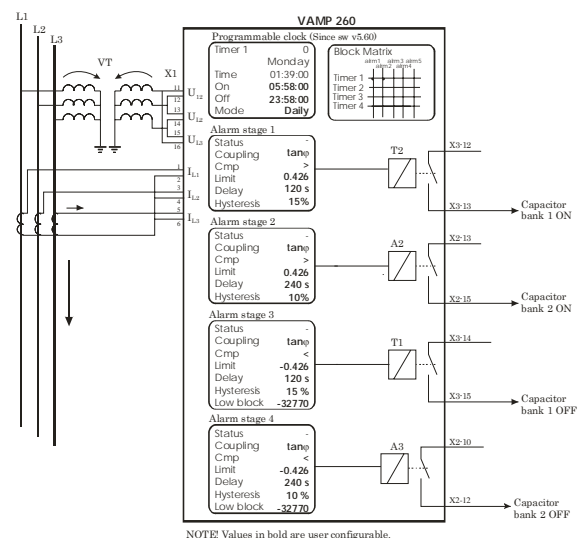 L1
L2
L3
VT
X1
11
12
13
14
15
16
U12
UL2
UL3
1
2
3
4
5
6
IL1
IL2
IL3
VAMP 260
Programmable clock (Since sw v5.60)
Timer 1 0
Monday
Time 01:39:00
On 05:58:00
Off 23:58:00
Mode Daily
Block Matrix
alrm1 alrm3 alrm5
alrm2 alrm4
Timer 1
Timer 2
Timer 3
Timer 4
Alarm stage 1
Status -
Coupling tanφ
Cmp >
Limit 0.426
Delay 120 s
Hysteresis 15%
T2
X3-12
X3-13
Capacitor
bank 1 ON
Alarm stage 2
Status -
Coupling tanφ
Cmp >
Limit 0.426
Delay 240 s
Hysteresis 10%
A2
X2-13
X2-15
Capacitor
bank 2 ON
Alarm stage 3
Status -
Coupling tanφ
Cmp <
Limit -0.426
Delay 120 s
Hysteresis 15 %
Low block -32770
T1
X3-14
X3-15
Capacitor
bank 1 OFF
Alarm stage 4
Status -
Coupling tanφ
Cmp <
Limit -0.426
Delay 240 s
Hysteresis 10 %
Low block -32770
A3
X2-10
X2-12
Capacitor
bank 2 OFF
NOTE! Values in bold are user configurable.